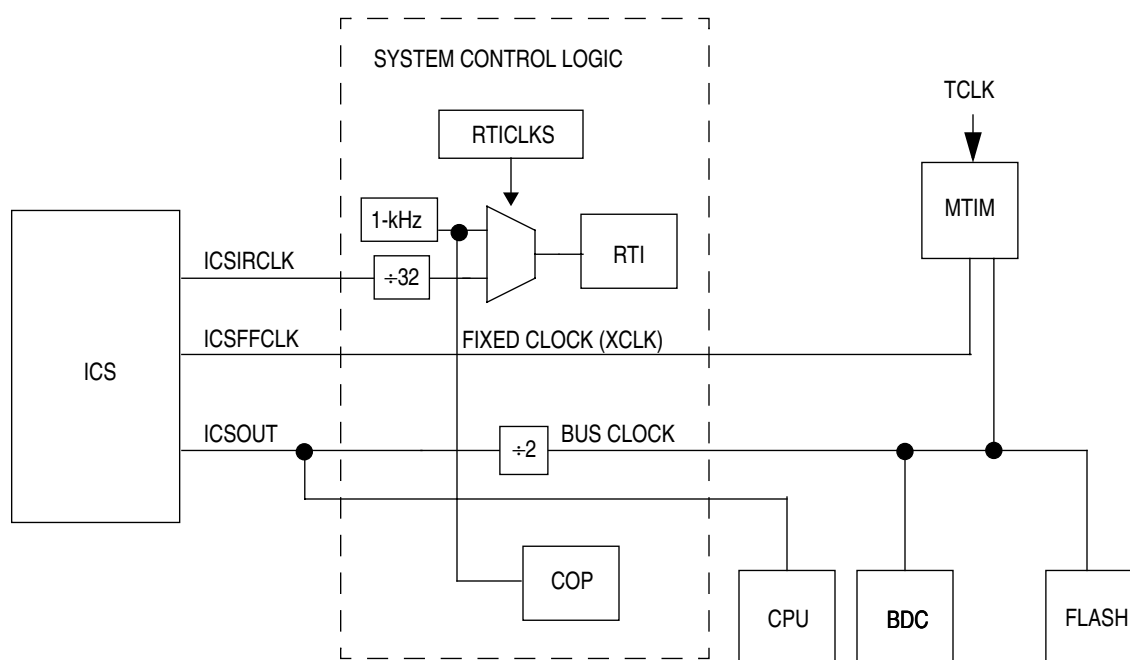 SYSTEM CONTROL LOGIC
TCLK
RTICLKS
MTIM
1-kHz
RTI
ICSIRCLK
÷32
ICSFFCLK
FIXED CLOCK (XCLK)
ICS
ICSOUT
÷2
BUS CLOCK
COP
CPU
BDC
FLASH